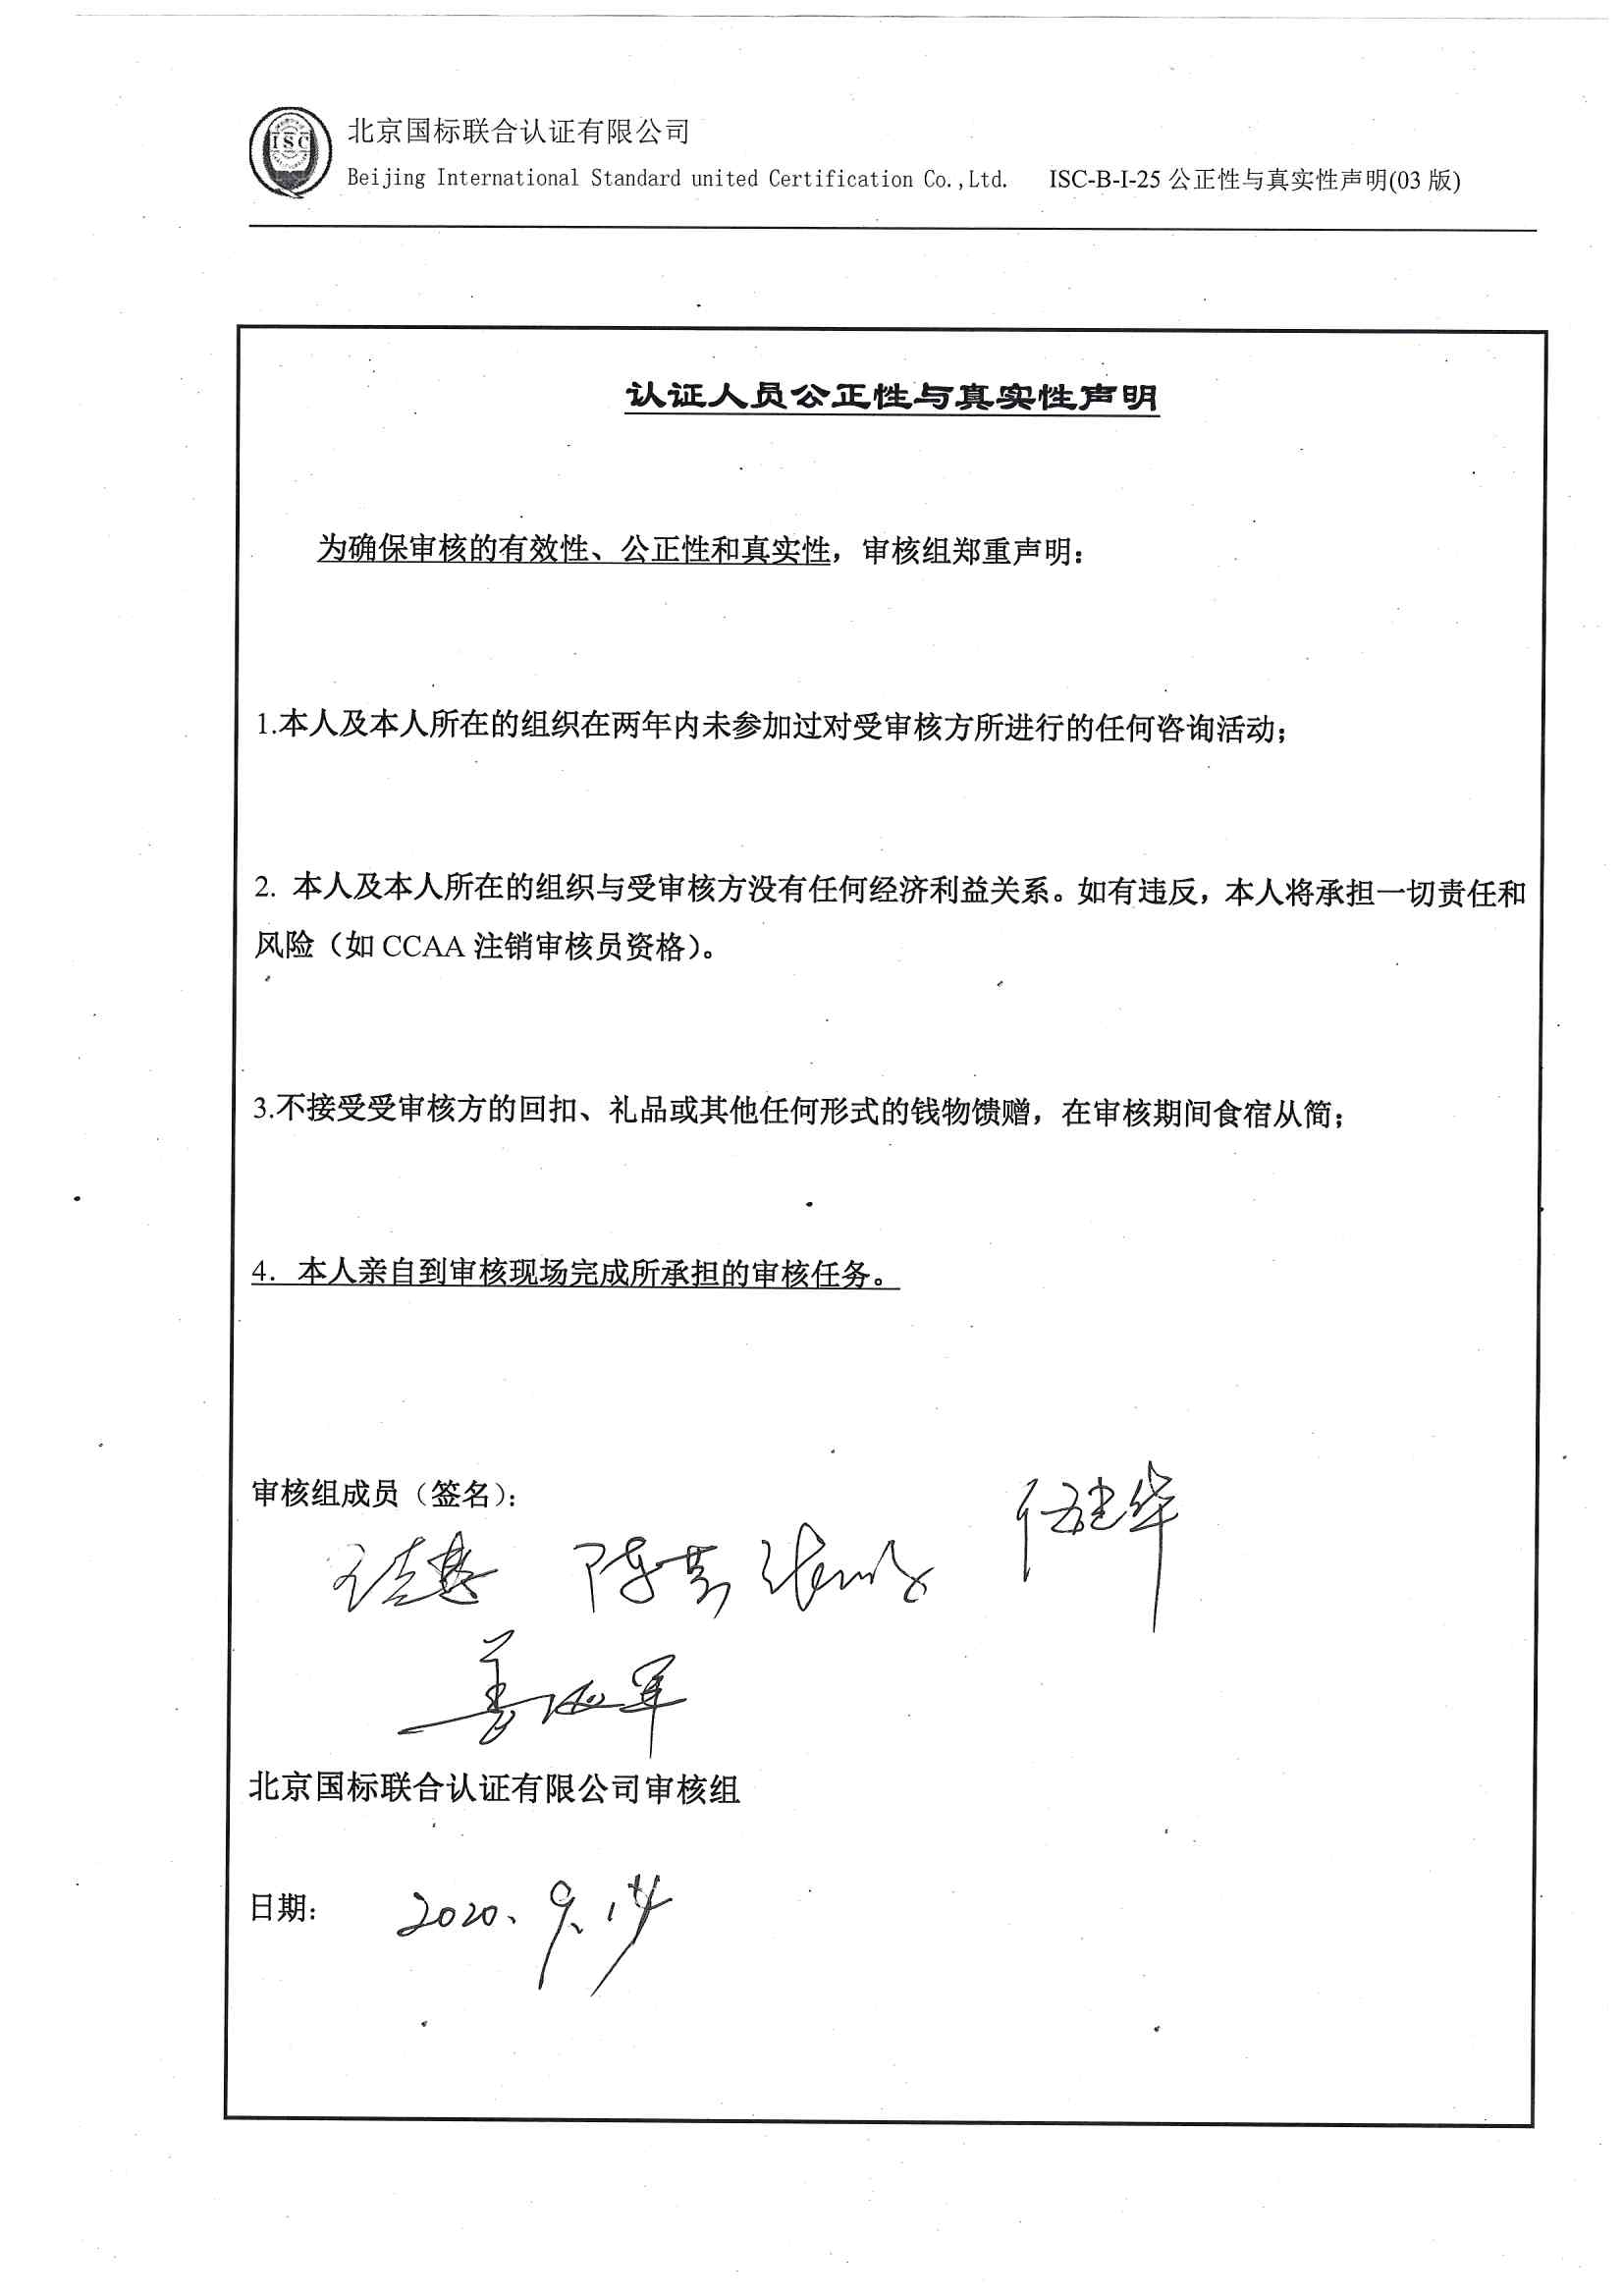 ISC
北京国标联合认证有限公司
Beijing International Standard united Certification Co.,Ltd. ISC-B-I-25 公正性与真实性声明(03 版)
认证人员公正性与真实性声明
为确保审核的有效性、公正性和真实性，审核组郑重声明：
1.本人及本人所在的组织在两年内未参加过对受审核方所进行的任何咨询活动；
2. 本人及本人所在的组织与受审核方没有任何经济利益关系。如有违反，本人将承担一切责任和
风险（如 CCAA 注销审核员资格）。
3.不接受受审核方的回扣、礼品或其他任何形式的钱物馈赠，在审核期间食宿从简；
4. 本人亲自到审核现场完成所承担的审核任务。
审核组成员（签名）：
伍建华
北京国标联合认证有限公司审核组
日期： 2020、9、14